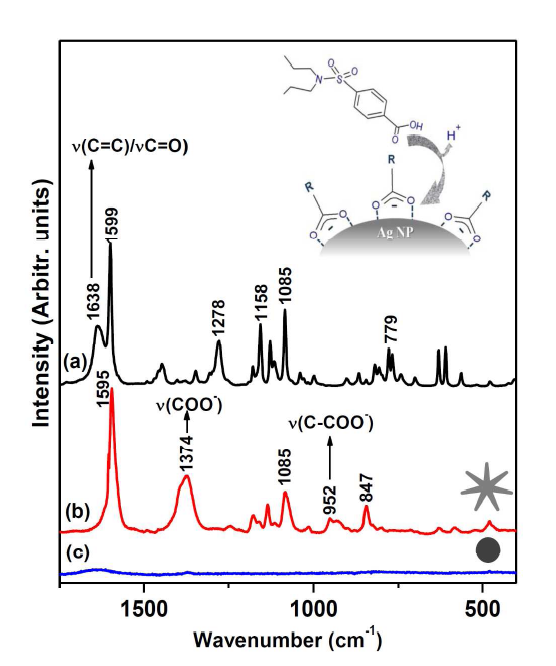 N
S
O
O
OH
O
H+
ν(C=C)/νC=O)
R
R
R
O
O
O
O
O
O
Ag NP
Intensity (Arbitr. units)
1638
1599
1278
1158
1085
779
(a)
1595
ν(COO-)
1374
ν(C-COO-)
1085
952
847
(b)
(c)
1500
1000
500
Wavenumber (cm-1)